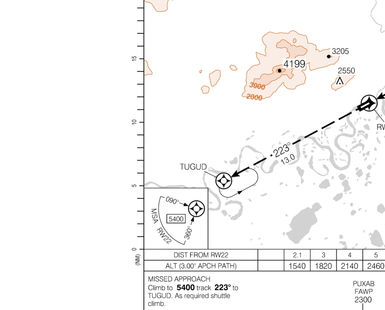 3205
4199
2550
3000
2000
15
RW
10
223°
13.0
TUGUD
5
090°
5400
MSA RW22
360°
0
(NM)
DIST FROM RW22 2.1 3 4 5
ALT (3.00° APCH PATH) 1540 1820 2140 2460
MISSED APPROACH
Climb to 5400 track 223° to
TUGUD. As required shuttle
climb.
PUXAB
FAWP
2300